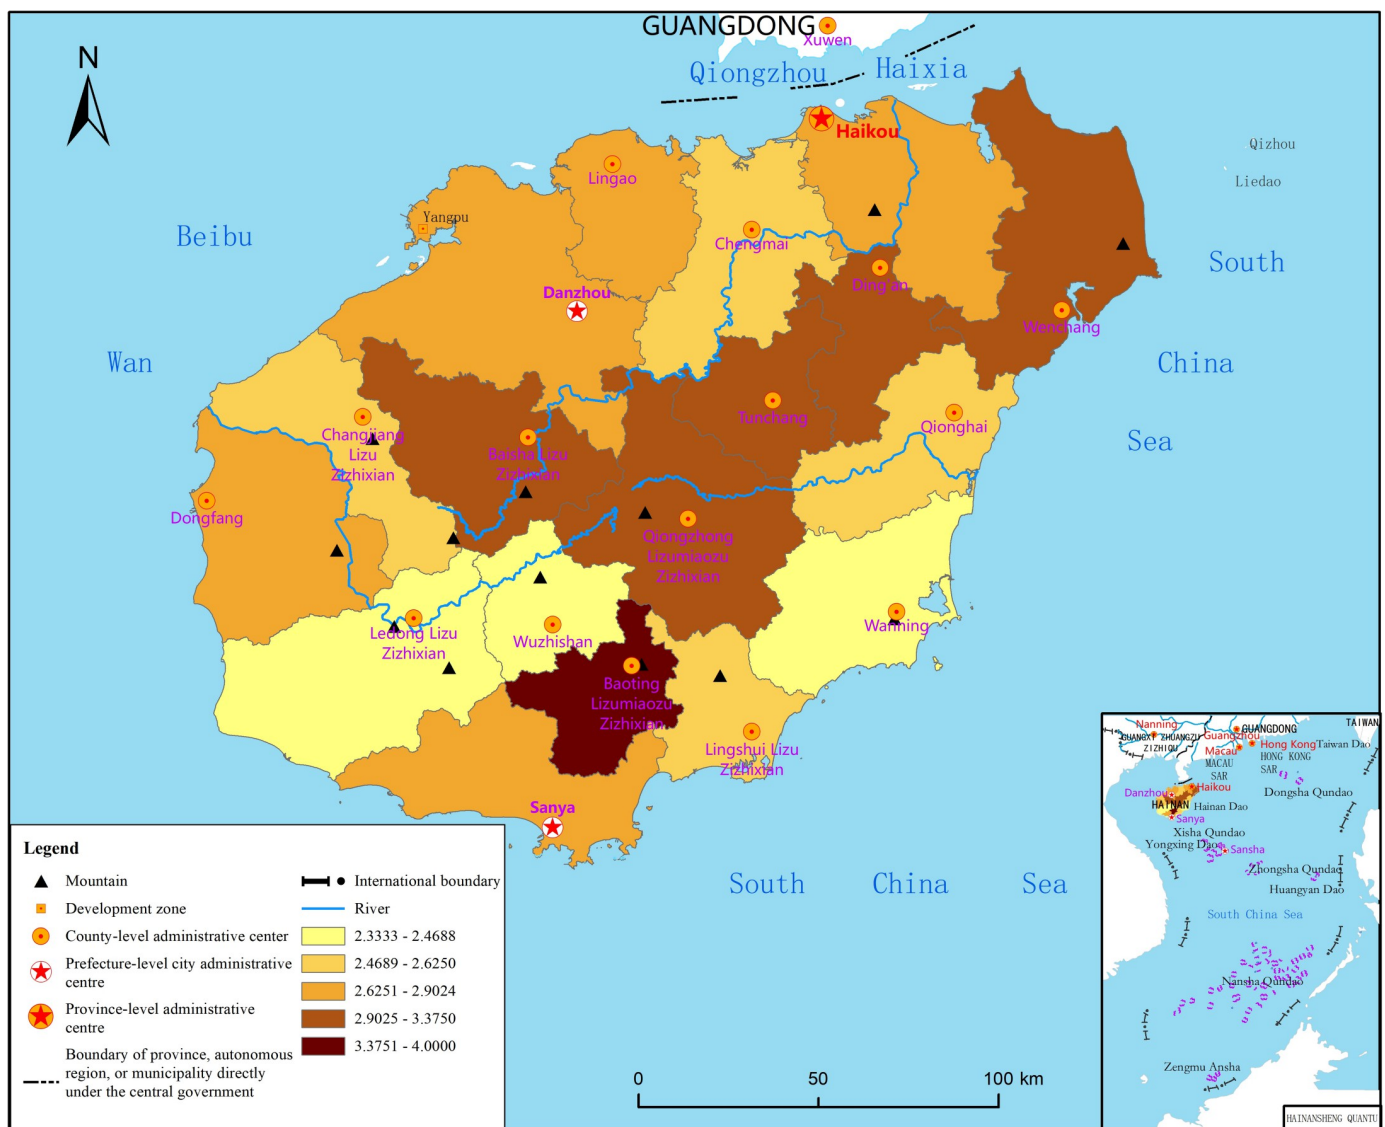 GUANGDONG
Xuwen
N
Qiongzhou Haixia
Haikou
Qizhou
Liedao
Lingao
Yangpu
Beibu
Chengmai
South
Ding'an
Danzhou
Wenchang
Wan
China
Tunchang
Qionghai
Changjiang
Lizu
Zizhixian
Baisha Lizu
Zizhixian
Sea
Dongfang
Qiongzhong
Lizumiaozu
Zizhixian
Ledong Lizu
Zizhixian
Wuzhishan
Wanning
Baoting
Lizumiaozu
Zizhixian
Lingshui Lizu
Zizhixian
Sanya
South China Sea
Legend
Mountain
Development zone
County-level administrative center
Prefecture-level city administrative
centre
Province-level administrative
centre
Boundary of province, autonomous
region, or municipality directly
under the central government
International boundary
River
2.3333 - 2.4688
2.4689 - 2.6250
2.6251 - 2.9024
2.9025 - 3.3750
3.3751 - 4.0000
0 50 100 km
Nanning
GUANGXI ZHUANGZU
ZIZHIQU
GUANGDONG
Guangzhou
TAIWAN
Macau
MACAU
SAR
Hong Kong
HONG KONG
SAR
Taiwan Dao
Danzhou
Haikou
Dongsha Qundao
HAINAN
Hainan Dao
Sanya
Xisha Qundao
Yongxing Dao
Sansha
Zhongsha Qundao
Huangyan Dao
South China Sea
Nansha Qundao
Zengmu Ansha
HAINANSHENG QUANTU